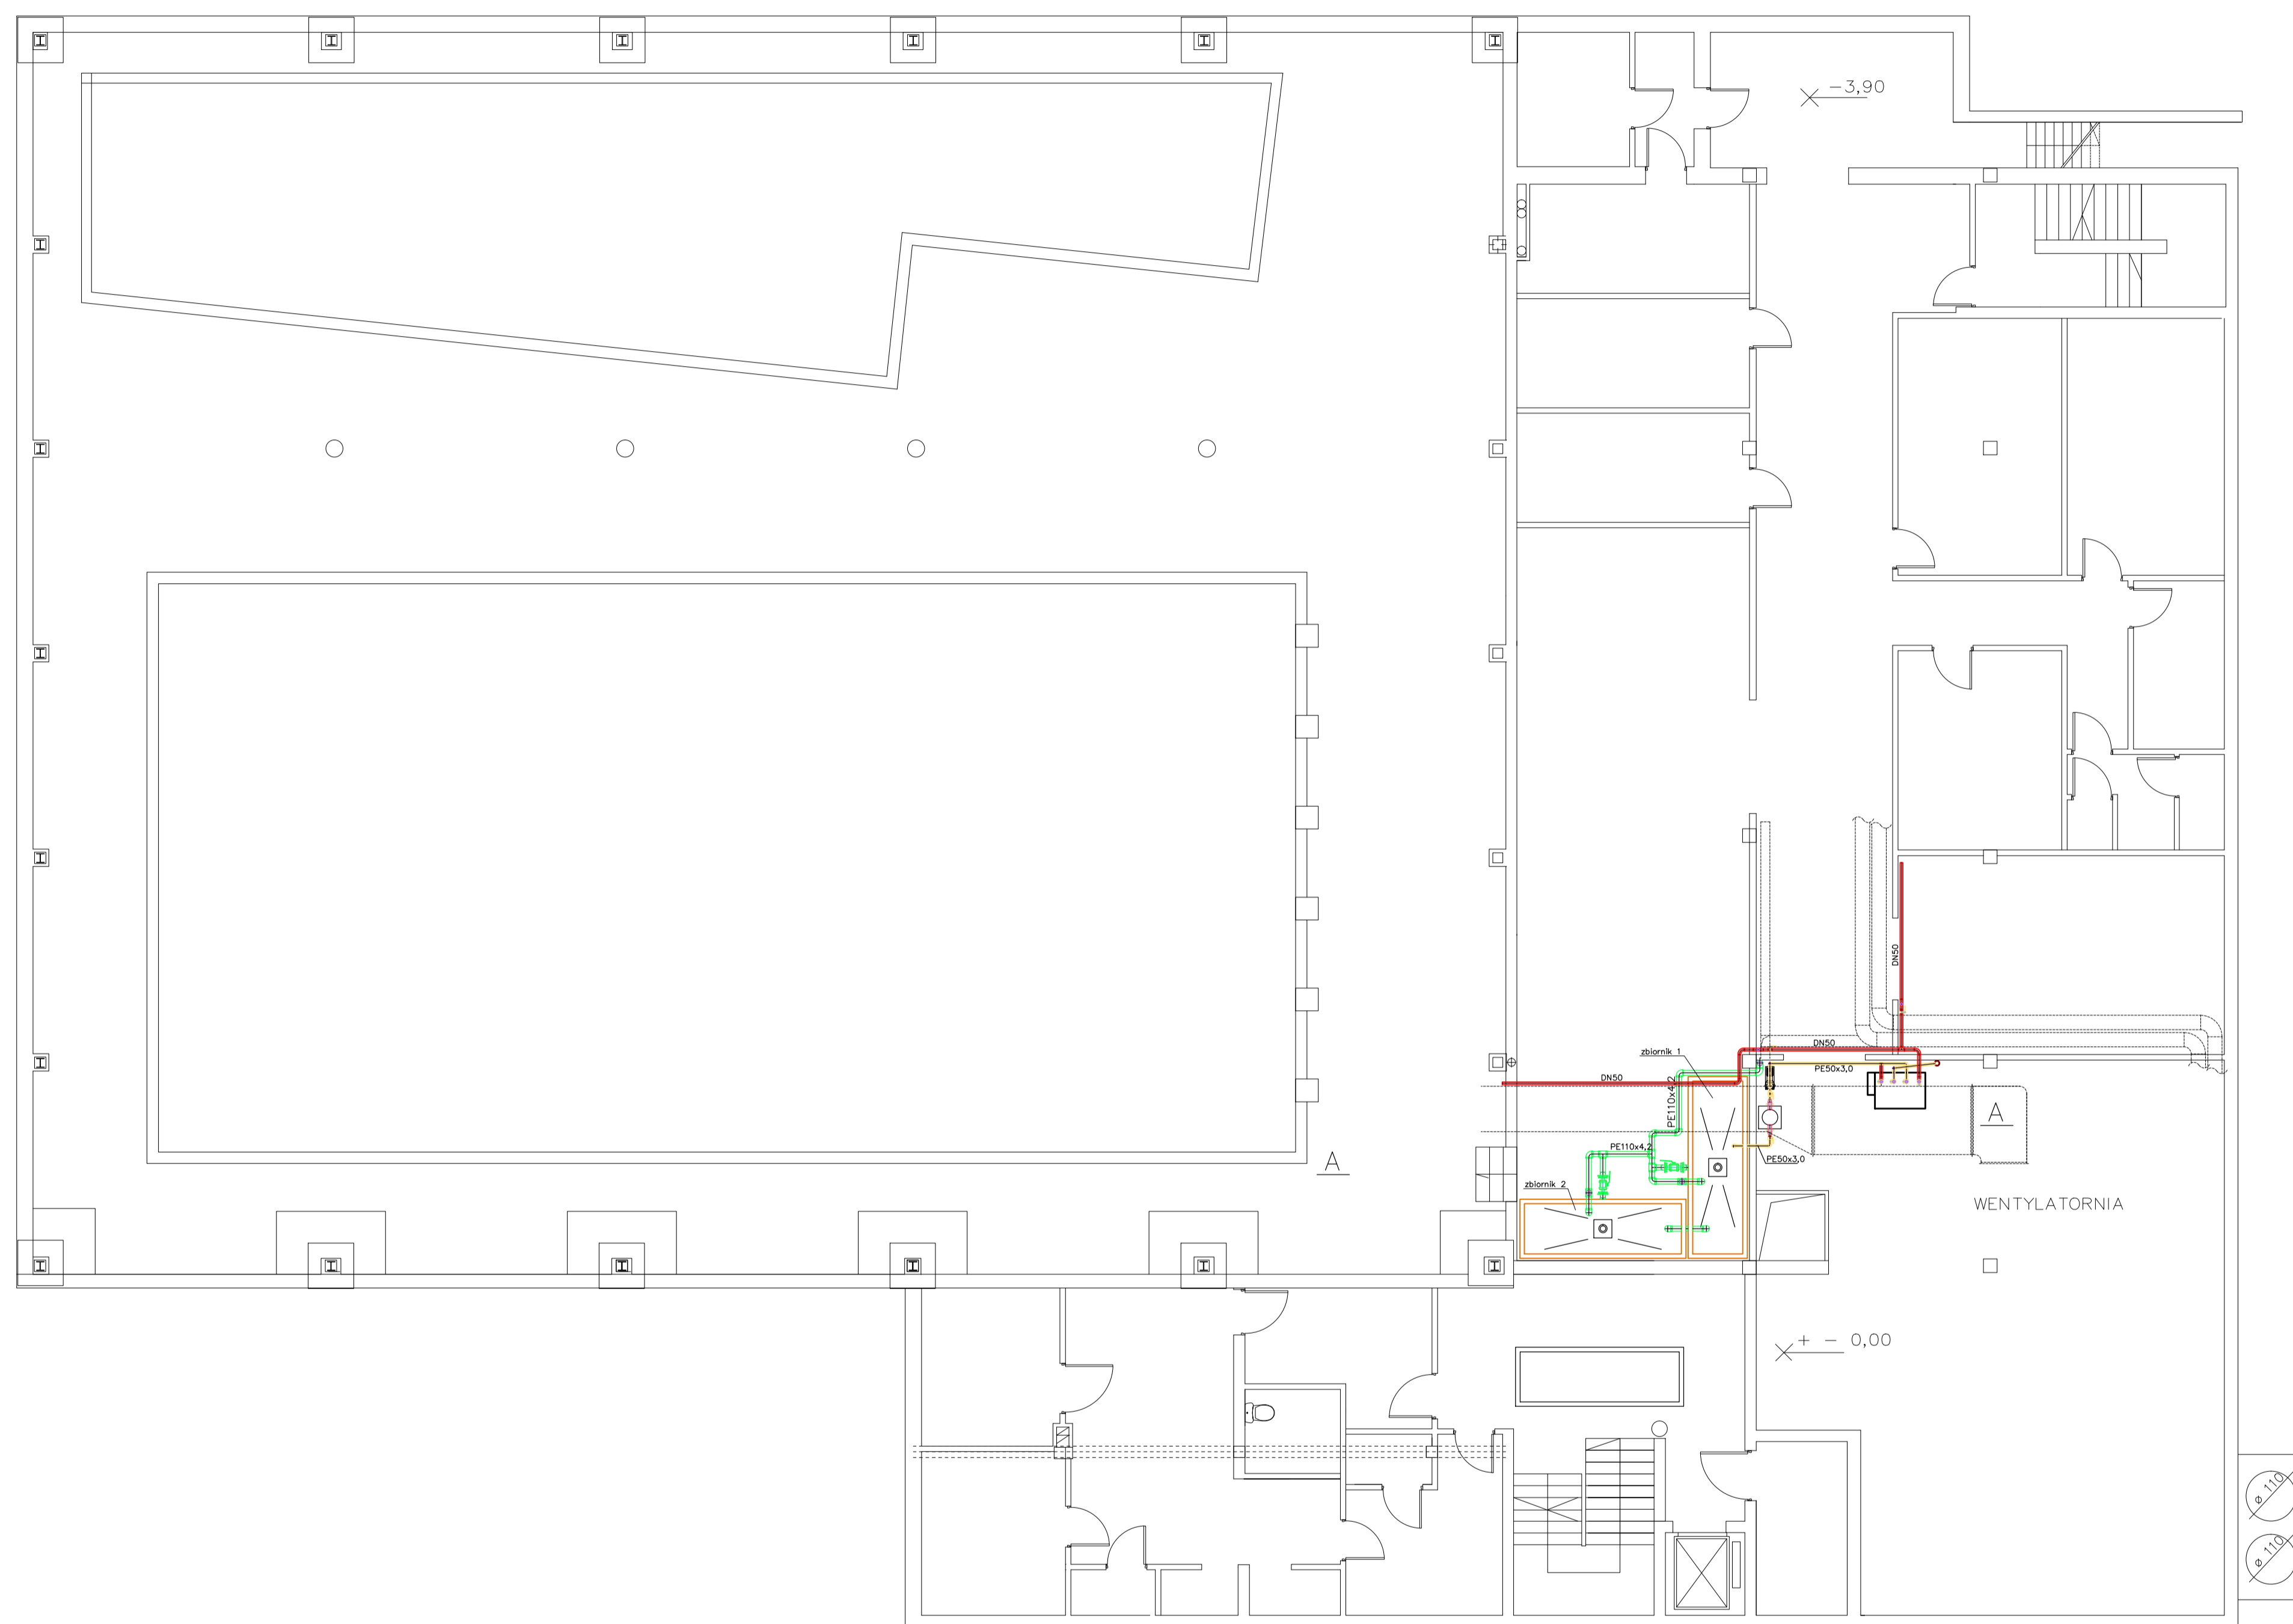 -3,90
DN50
zbiornik 1
DN50
PE50x3,0
DN50
PE110x4,2
A
PE110x4,2
A
PE50x3,0
zbiornik 2
WENTYLATORNIA
+ - 0,00
ø 110
ø 110